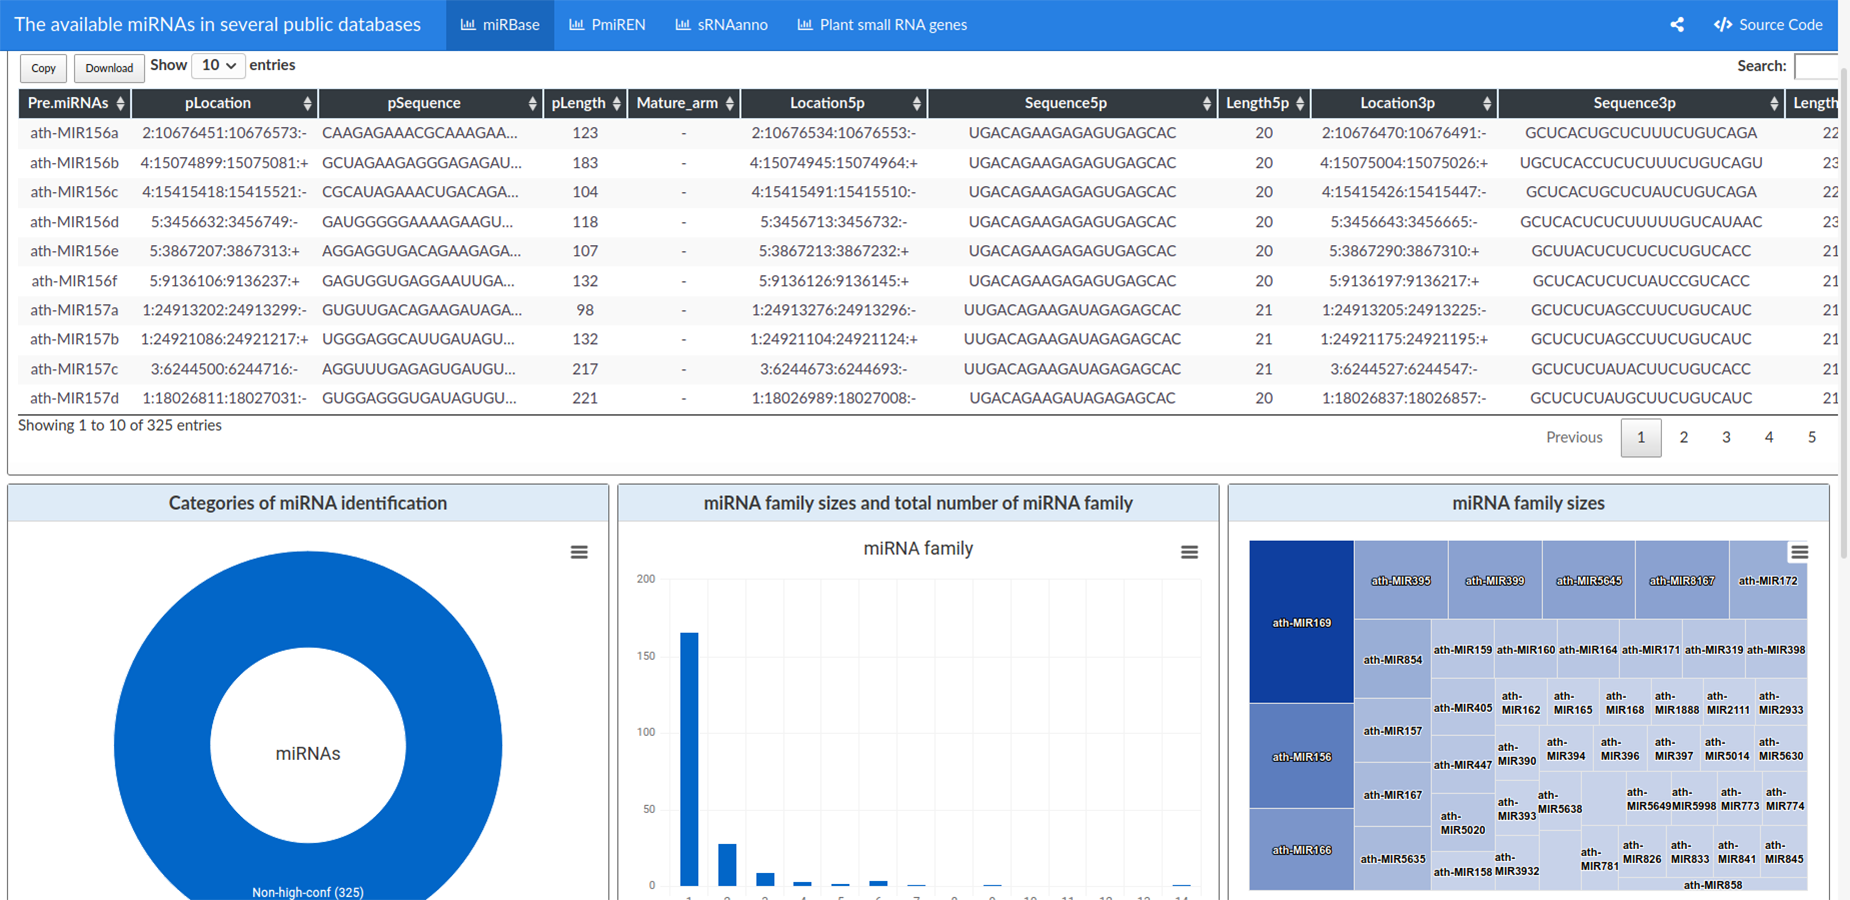 The available miRNAs in several public databases miRBase PmiREN sRNAanno Plant small RNA genes Source Code
Copy Download Show 10 entries Search:
Pre.miRNAs pLocation pSequence pLength Mature_arm Location5p Sequence5p Length5p Location3p Sequence3p Length
ath-MIR156a 2:10676451:10676573:- CAAGAGAAACGCAAAGAA... 123 - 2:10676534:10676553:- UGACAGAAGAGAGUGAGCAC 20 2:10676470:10676491:- GCUCACUGCUCUUUCUGUCAGA 22
ath-MIR156b 4:15074899:15075081:+ GCUAGAAGAGGGAGAGAU... 183 - 4:15074945:15074964:+ UGACAGAAGAGAGUGAGCAC 20 4:15075004:15075026:+ UGCUCACCUCUCUUUCUGUCAGU 23
ath-MIR156c 4:15415418:15415521:- CGCAUAGAAACUGACAGA... 104 - 4:15415491:15415510:- UGACAGAAGAGAGUGAGCAC 20 4:15415426:15415447:- GCUCACUGCUCUAUCUGUCAGA 22
ath-MIR156d 5:3456632:3456749:- GAUGGGGGAAAAGAAGU... 118 - 5:3456713:3456732:- UGACAGAAGAGAGUGAGCAC 20 5:3456643:3456665:- GCUCACUCUCUUUUUGUCAUAAC 23
ath-MIR156e 5:3867207:3867313:+ AGGAGGUGACAGAAGAGA... 107 - 5:3867213:3867232:+ UGACAGAAGAGAGUGAGCAC 20 5:3867290:3867310:+ GCUUACUCUCUCUCUGUCACC 21
ath-MIR156f 5:9136106:9136237:+ GAGUGGUGAGGAAUUGA... 132 - 5:9136126:9136145:+ UGACAGAAGAGAGUGAGCAC 20 5:9136197:9136217:+ GCUCACUCUCUAUCCGUCACC 21
ath-MIR157a 1:24913202:24913299:- GUGUUGACAGAAGAUAGA... 98 - 1:24913276:24913296:- UUGACAGAAGAUAGAGAGCAC 21 1:24913205:24913225:- GCUCUCUAGCCUUCUGUCAUC 21
ath-MIR157b 1:24921086:24921217:+ UGGGAGGCAUUGAUAGU... 132 - 1:24921104:24921124:+ UUGACAGAAGAUAGAGAGCAC 21 1:24921175:24921195:+ GCUCUCUAGCCUUCUGUCAUC 21
ath-MIR157c 3:6244500:6244716:- AGGUUUGAGAGUGAUGU... 217 - 3:6244673:6244693:- UUGACAGAAGAUAGAGAGCAC 21 3:6244527:6244547:- GCUCUCUAUACUUCUGUCACC 21
ath-MIR157d 1:18026811:18027031:- GUGGAGGGUGAUAGUGU... 221 - 1:18026989:18027008:- UGACAGAAGAUAGAGAGCAC 20 1:18026837:18026857:- GCUCUCUAUGCUUCUGUCAUC 21
Showing 1 to 10 of 325 entries
Previous 1 2 3 4 5
Categories of miRNA identification
miRNAs
Non-high-conf (325)
miRNA family sizes and total number of miRNA family
miRNA family
200
150
100
50
0
miRNA family sizes
ath-MIR169
ath-MIR156
ath-MIR166
ath-MIR395 ath-MIR399 ath-MIR5645 ath-MIR8167 ath-MIR172
ath-MIR854
ath-MIR157
ath-MIR167
ath-MIR5635
ath-MIR159 ath-MIR160 ath-MIR164 ath-MIR171 ath-MIR319 ath-MIR398
ath-MIR405
ath-MIR447
ath-MIR5020
ath-MIR158
ath-MIR162 ath-MIR165 ath-MIR168 ath-MIR1888 ath-MIR2111 ath-MIR2933
ath-MIR390
ath-MIR393
ath-MIR3932
ath-MIR394 ath-MIR396 ath-MIR397 ath-MIR5014 ath-MIR5630
ath-MIR5638
ath-MIR5649 ath-MIR5998 ath-MIR773 ath-MIR774
ath-MIR781
ath-MIR826 ath-MIR833 ath-MIR841 ath-MIR845
ath-MIR858